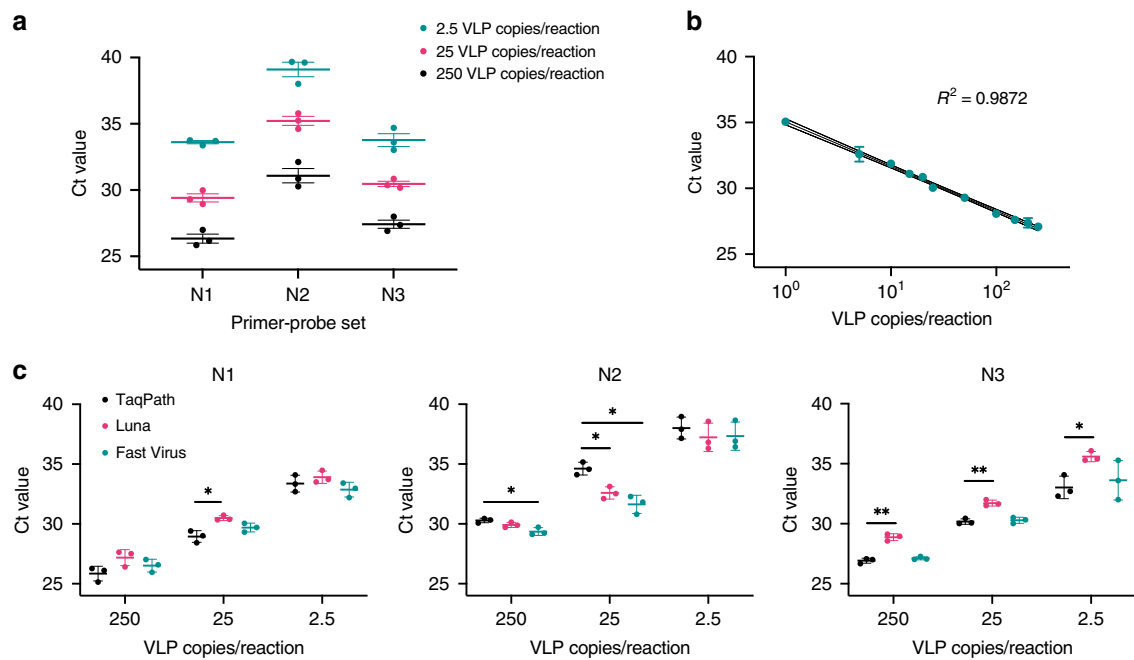 a
2.5 VLP copies/reaction
25 VLP copies/reaction
250 VLP copies/reaction
40
35
30
25
Ct value
N1 N2 N3
Primer-probe set
b
R² = 0.9872
40
35
30
25
Ct value
10⁰ 10¹ 10²
VLP copies/reaction
c
N1
TaqPath
Luna
Fast Virus
40
35
30
25
Ct value
*
250 25 2.5
VLP copies/reaction
N2
40
35
30
25
Ct value
*
*
*
250 25 2.5
VLP copies/reaction
N3
40
35
30
25
Ct value
*
**
**
250 25 2.5
VLP copies/reaction